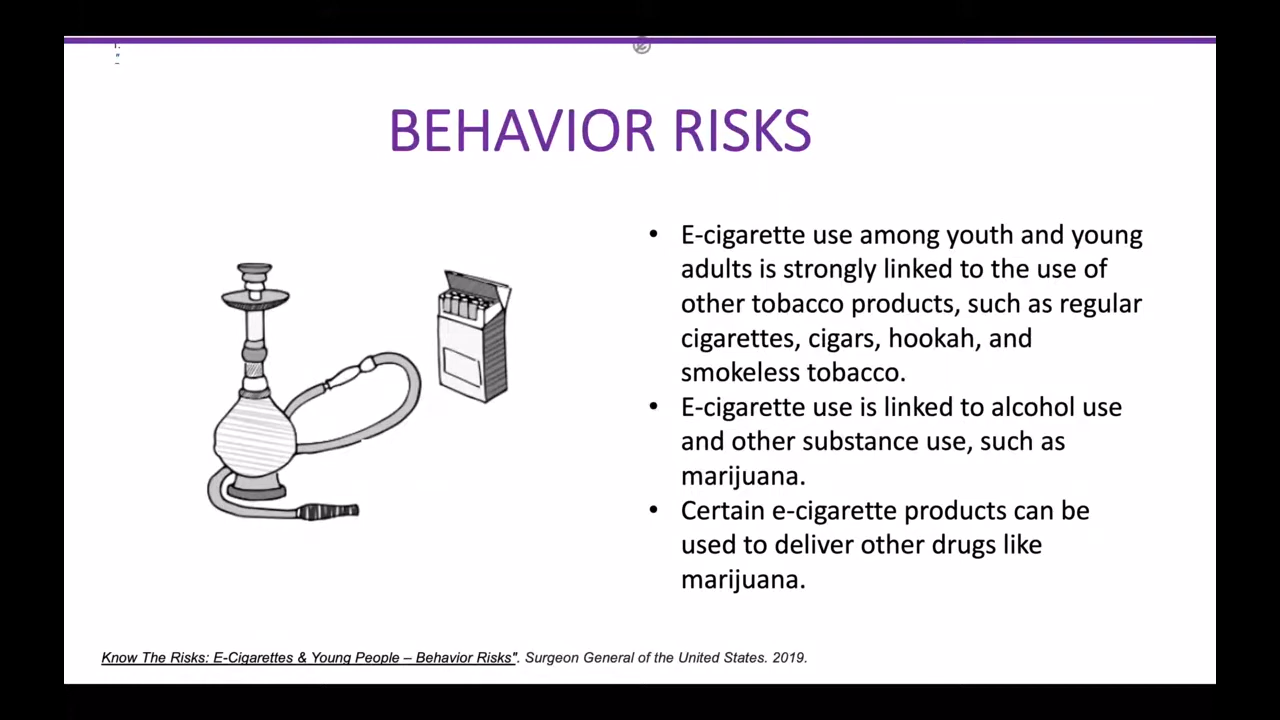 BEHAVIOR RISKS
• E-cigarette use among youth and young
adults is strongly linked to the use of
other tobacco products, such as regular
cigarettes, cigars, hookah, and
smokeless tobacco.
• E-cigarette use is linked to alcohol use
and other substance use, such as
marijuana.
• Certain e-cigarette products can be
used to deliver other drugs like
marijuana.
Know The Risks: E-Cigarettes & Young People – Behavior Risks". Surgeon General of the United States. 2019.